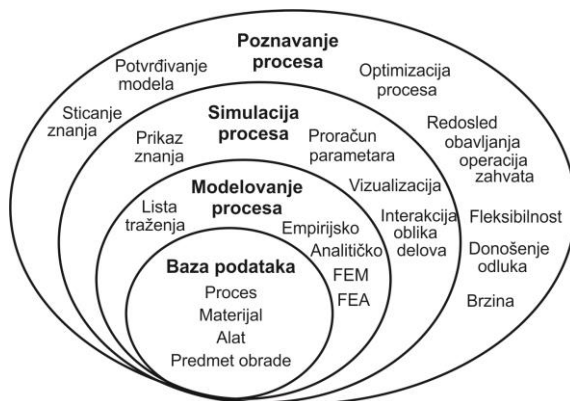 Poznavanje
procesa
Potvrđivanje
modela
Optimizacija
procesa
Sticanje
znanja
Redosled
obavljanja
operacija
zahvata
Fleksibilnost
Donošenje
odluka
Brzina
Simulacija
procesa
Prikaz
znanja
Proračun
parametara
Vizualizacija
Interakcija
oblika
delova
Modelovanje
procesa
Lista
traženja
Empirijsko
Analitičko
FEM
FEA
Baza podataka
Proces
Materijal
Alat
Predmet obrade